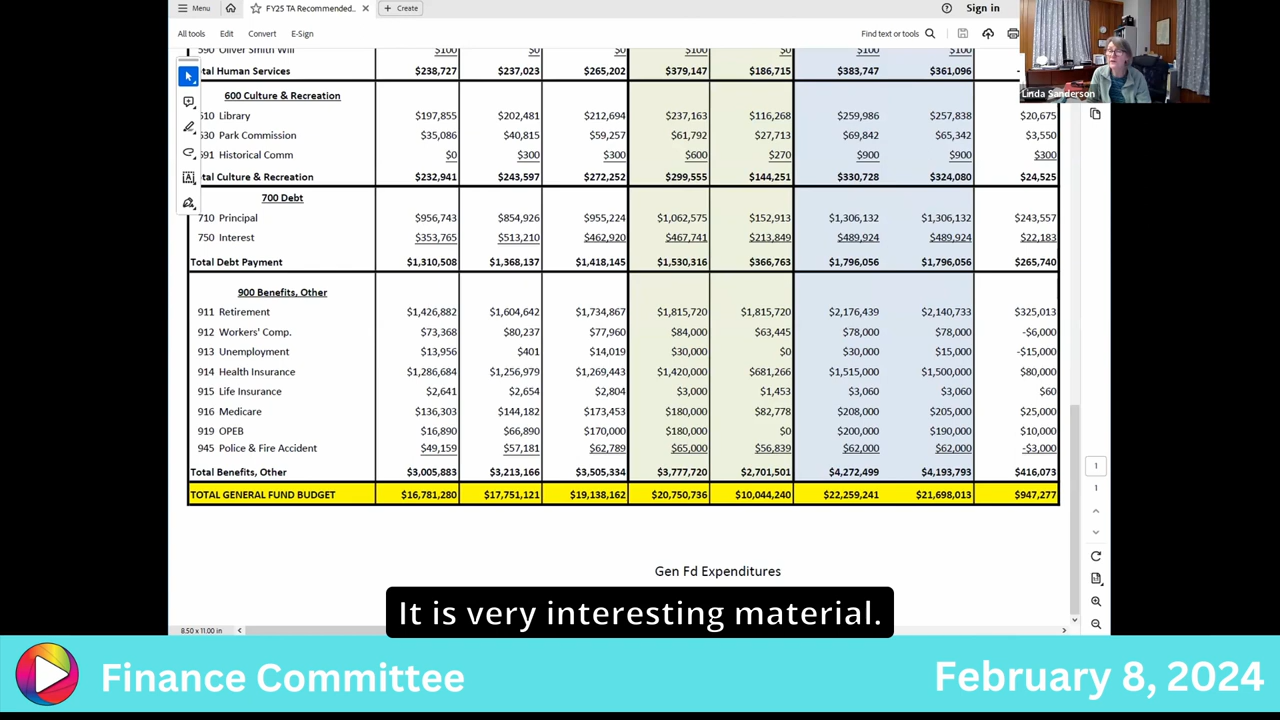 Menu FY25 TA Recommended... Create Sign in
All tools Edit Convert E-Sign Find text or tools
590 Oliver Smith Will $100 $0 $0 $100 $0 $100 $100
Total Human Services $238,727 $237,023 $265,202 $379,147 $186,715 $383,747 $361,096
Linda Sanderson
600 Culture & Recreation
610 Library $197,855 $202,481 $212,694 $237,163 $116,268 $259,986 $257,838 $20,675
630 Park Commission $35,086 $40,815 $59,257 $61,792 $27,713 $69,842 $65,342 $3,550
691 Historical Comm $0 $300 $300 $600 $270 $900 $900 $300
Total Culture & Recreation $232,941 $243,597 $272,252 $299,555 $144,251 $330,728 $324,080 $24,525
700 Debt
710 Principal $956,743 $854,926 $955,224 $1,062,575 $152,913 $1,306,132 $1,306,132 $243,557
750 Interest $353,765 $513,210 $462,920 $467,741 $213,849 $489,924 $489,924 $22,183
Total Debt Payment $1,310,508 $1,368,137 $1,418,145 $1,530,316 $366,763 $1,796,056 $1,796,056 $265,740
900 Benefits, Other
911 Retirement $1,426,882 $1,604,642 $1,734,867 $1,815,720 $1,815,720 $2,176,439 $2,140,733 $325,013
912 Workers' Comp. $73,368 $80,237 $77,960 $84,000 $63,445 $78,000 $78,000 -$6,000
913 Unemployment $13,956 $401 $14,019 $30,000 $0 $30,000 $15,000 -$15,000
914 Health Insurance $1,286,684 $1,256,979 $1,269,443 $1,420,000 $681,266 $1,515,000 $1,500,000 $80,000
915 Life Insurance $2,641 $2,654 $2,804 $3,000 $1,453 $3,060 $3,060 $60
916 Medicare $136,303 $144,182 $173,453 $180,000 $82,778 $208,000 $205,000 $25,000
919 OPEB $16,890 $66,890 $170,000 $180,000 $0 $200,000 $190,000 $10,000
945 Police & Fire Accident $49,159 $57,181 $62,789 $65,000 $56,839 $62,000 $62,000 -$3,000
Total Benefits, Other $3,005,883 $3,213,166 $3,505,334 $3,777,720 $2,701,501 $4,272,499 $4,193,793 $416,073
1
TOTAL GENERAL FUND BUDGET $16,781,280 $17,751,121 $19,138,162 $20,750,736 $10,044,240 $22,259,241 $21,698,013 $947,277
1
Gen Fd Expenditures
It is very interesting material.
8.50 x 11.00 in
Finance Committee
February 8, 2024